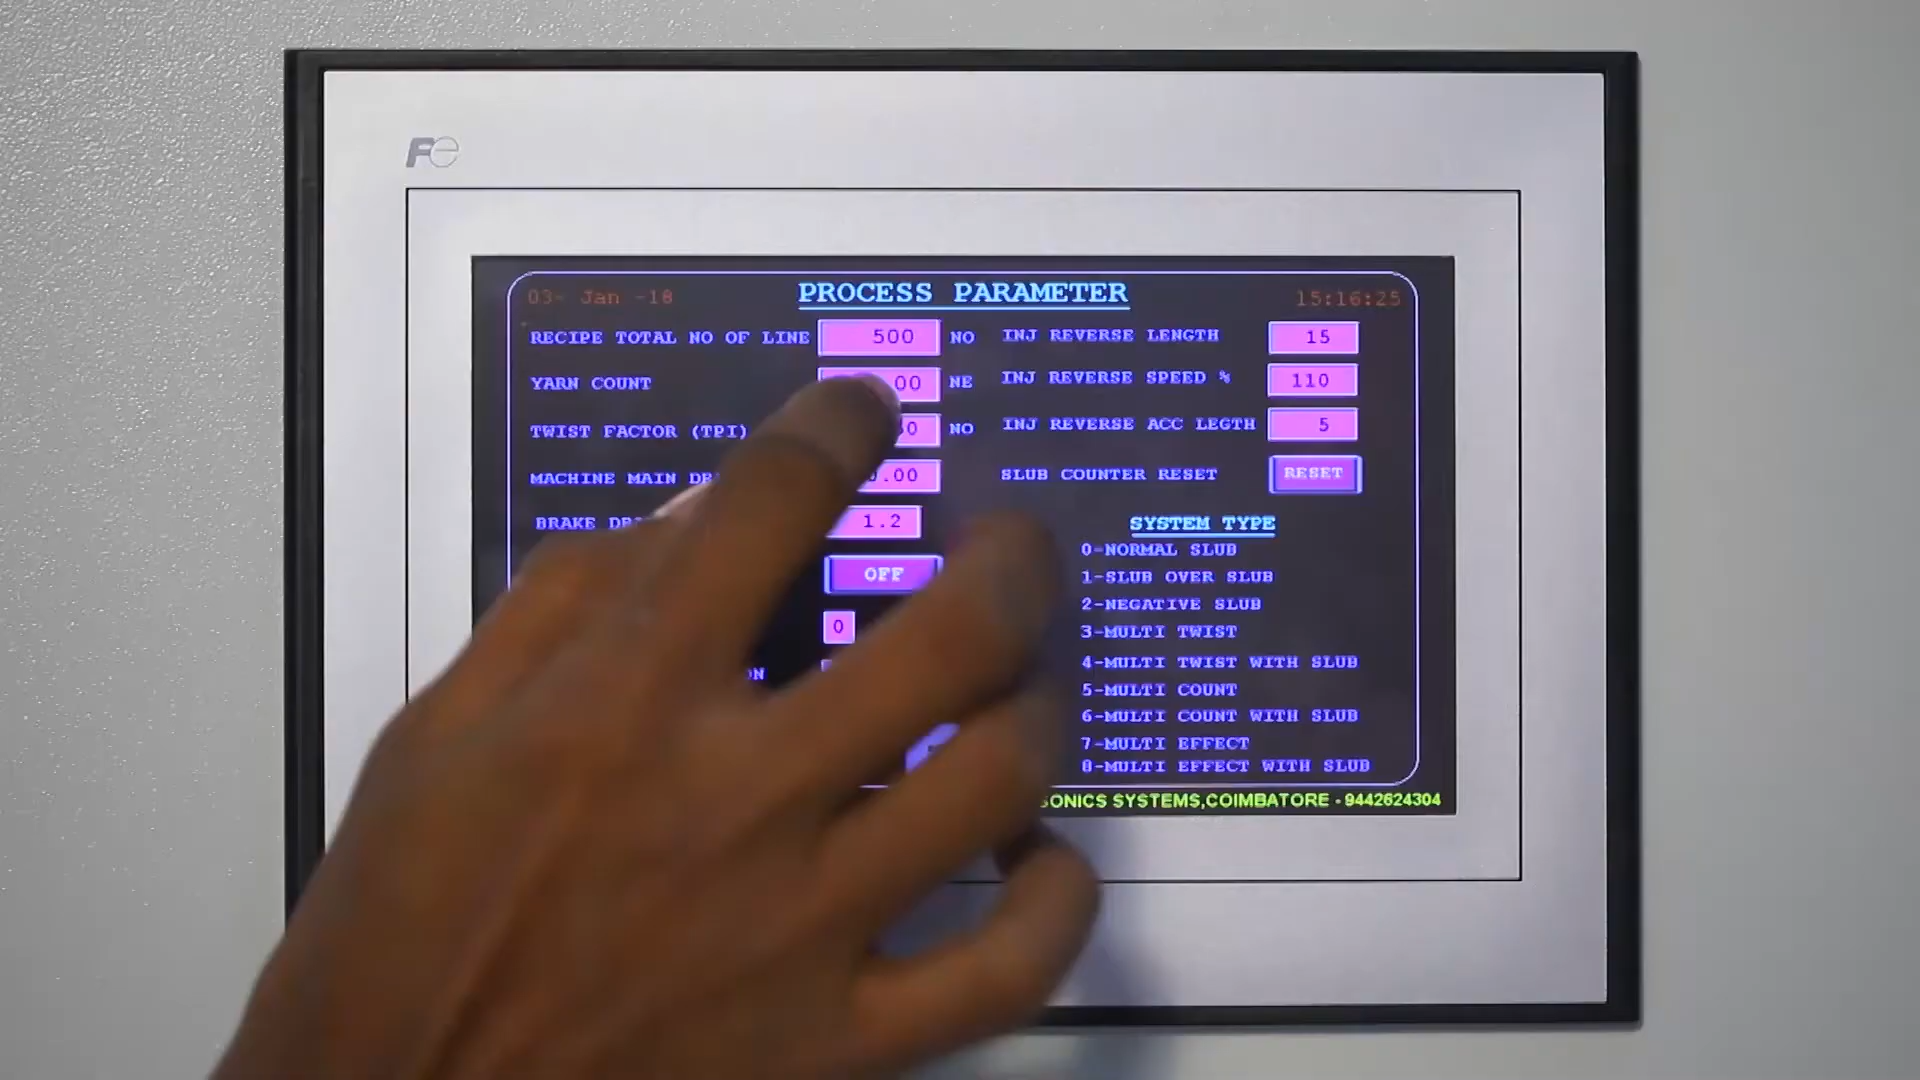 Fe
03- Jan -18
PROCESS PARAMETER
15:16:25
RECIPE TOTAL NO OF LINE 500 NO
YARN COUNT 00 NE
TWIST FACTOR (TPI) NO
MACHINE MAIN .00
1.2
OFF
0
INJ REVERSE LENGTH 15
INJ REVERSE SPEED % 110
INJ REVERSE ACC LEGTH 5
SLUB COUNTER RESET RESET
SYSTEM TYPE
0-NORMAL SLUB
1-SLUB OVER SLUB
2-NEGATIVE SLUB
3-MULTI TWIST
4-MULTI TWIST WITH SLUB
5-MULTI COUNT
6-MULTI COUNT WITH SLUB
7-MULTI EFFECT
8-MULTI EFFECT WITH SLUB
SONICS SYSTEMS,COIMBATORE - 9442624304